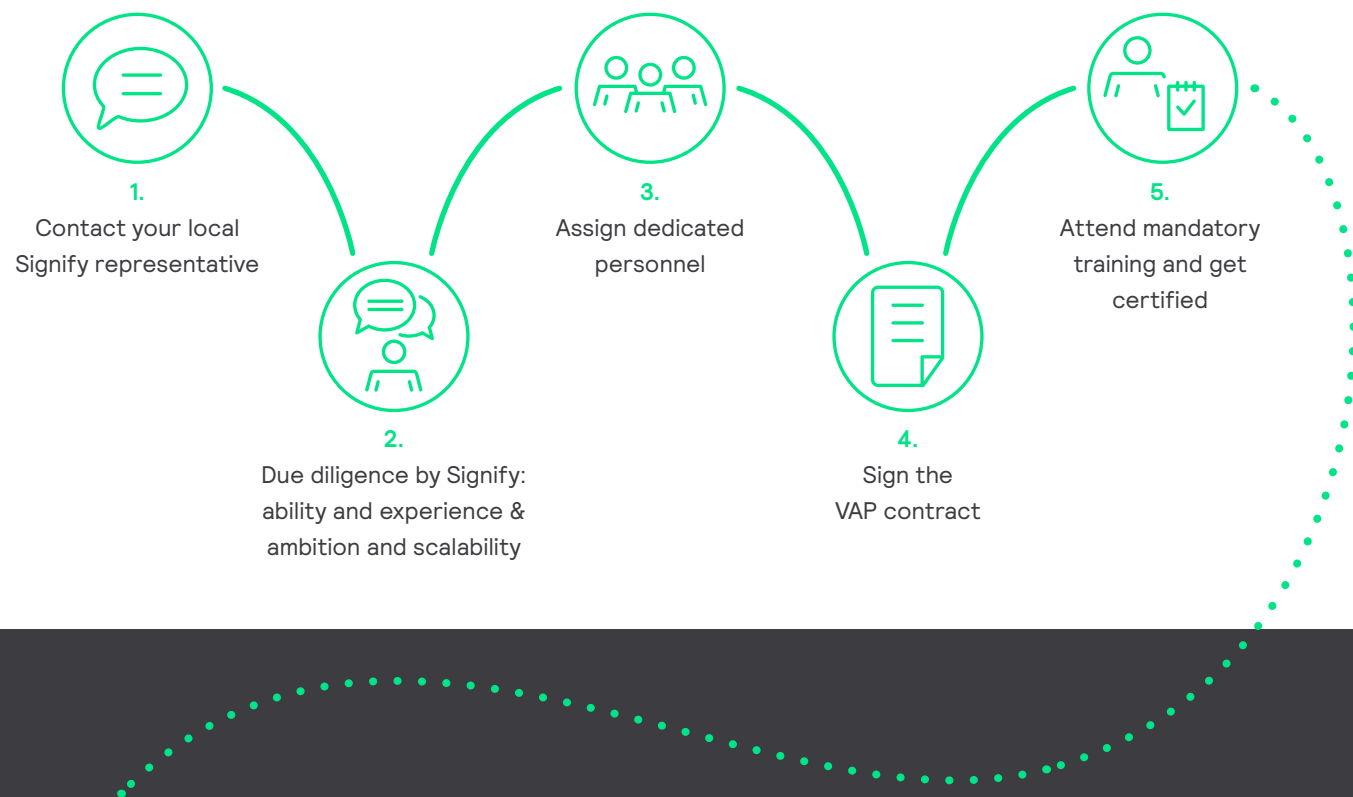 1.
Contact your local
Signify representative
2.
Due diligence by Signify:
ability and experience &
ambition and scalability
3.
Assign dedicated
personnel
4.
Sign the
VAP contract
5.
Attend mandatory
training and get
certified